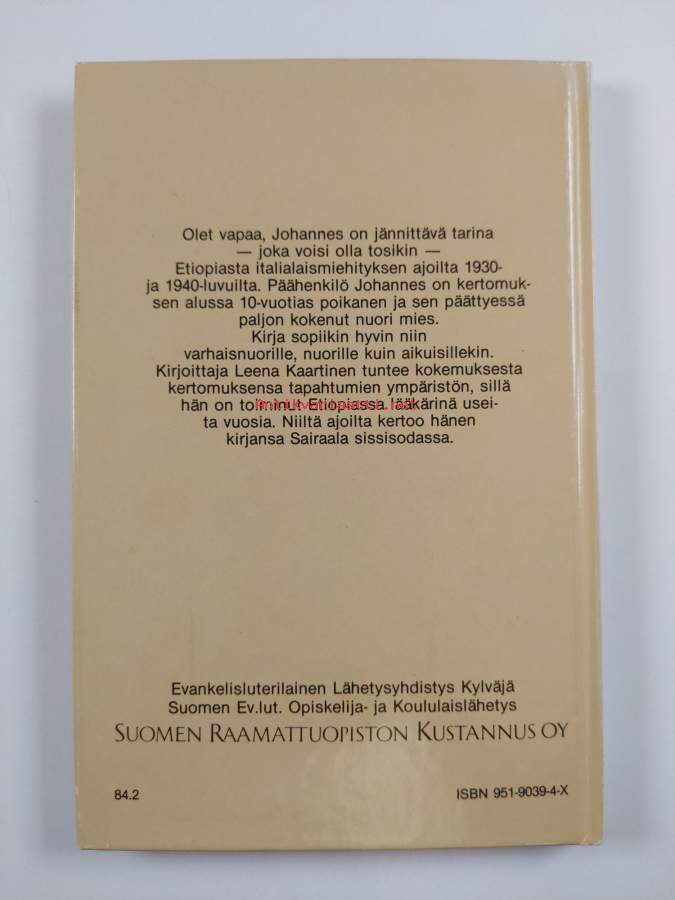 Olet vapaa, Johannes on jännittävä tarina
— joka voisi olla tosikin —
Etiopiasta italialaismiehityksen ajoilta 1930-
ja 1940-luvuilta. Päähenkilö Johannes on kertomuk-
sen alussa 10-vuotias poikanen ja sen päättyessä
paljon kokenut nuori mies.
Kirja sopiikin hyvin niin
varhaisnuorille, nuorille kuin aikuisillekin.
Kirjoittaja Leena Kaartinen tuntee kokemuksesta
kertomuksensa tapahtumien ympäristön, sillä
hän on toiminut Etiopiassa lääkärinä usei-
ta vuosia. Niiltä ajoilta kertoo hänen
kirjansa Sairaala sissisodassa.
Evankelisluterilainen Lähetysyhdistys Kylväjä
Suomen Ev.lut. Opiskelija- ja Koululaislähetys
SUOMEN RAAMATTUOPISTON KUSTANNUS OY
84.2
ISBN 951-9039-4-X